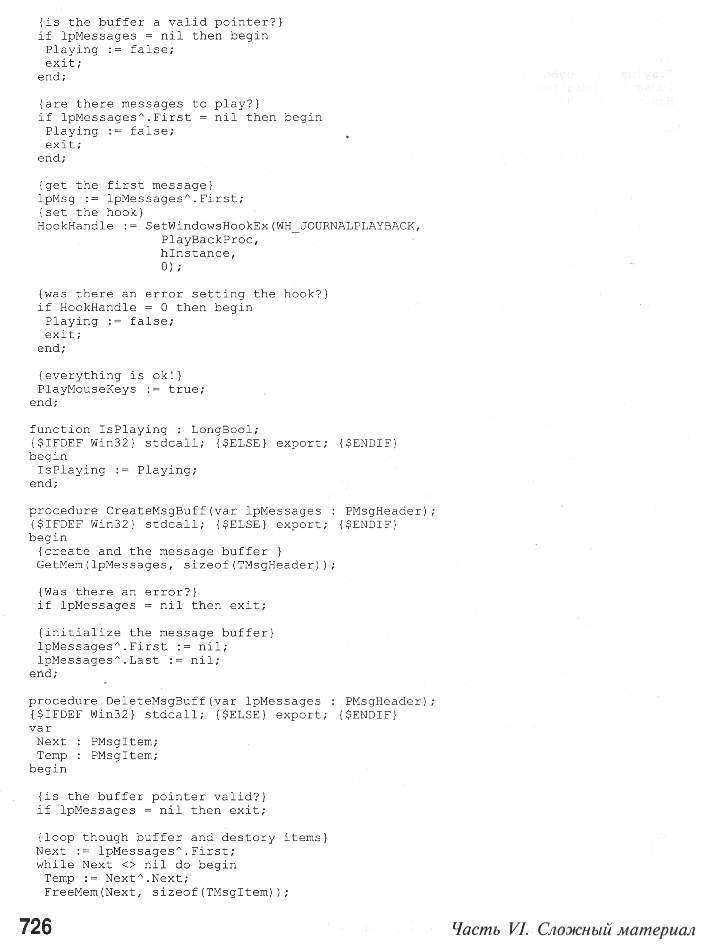 {is the buffer a valid pointer?}
if lpMessages = nil then begin
Playing := false;
exit;
end;
{are there messages to play?}
if lpMessages^.First = nil then begin
Playing := false;
exit;
end;
{get the first message}
lpMsg := lpMessages^.First;
{set the hook}
HookHandle := SetWindowsHookEx(WH_JOURNALPLAYBACK,
PlayBackProc,
hInstance,
0);
{was there an error setting the hook?}
if HookHandle = 0 then begin
Playing := false;
exit;
end;
{everything is ok!}
PlayMouseKeys := true;
end;
function IsPlaying : LongBool;
{$IFDEF Win32} stdcall; {$ELSE} export; {$ENDIF}
begin
IsPlaying := Playing;
end;
procedure CreateMsgBuff(var lpMessages : PMsgHeader);
{$IFDEF Win32} stdcall; {$ELSE} export; {$ENDIF}
begin
{create and the message buffer }
GetMem(lpMessages, sizeof(TMsgHeader));
{Was there an error?}
if lpMessages = nil then exit;
{initialize the message buffer}
lpMessages^.First := nil;
lpMessages^.Last := nil;
end;
procedure DeleteMsgBuff(var lpMessages : PMsgHeader);
{$IFDEF Win32} stdcall; {$ELSE} export; {$ENDIF}
var
Next : PMsgItem;
Temp : PMsgItem;
begin
{is the buffer pointer valid?}
if lpMessages = nil then exit;
{loop though buffer and destory items}
Next := lpMessages^.First;
while Next <> nil do begin
Temp := Next^.Next;
FreeMem(Next, sizeof(TMsgItem));
726 Часть VI. Сложный материал